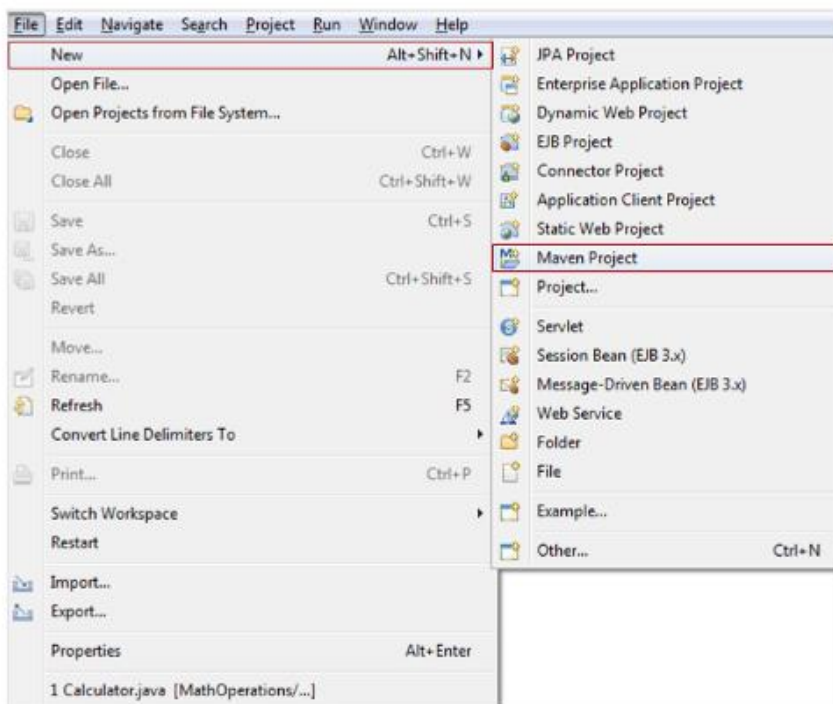 File Edit Navigate Search Project Run Window Help
New Alt+Shift+N
Open File...
Open Projects from File System...
Close Ctrl+W
Close All Ctrl+Shift+W
Save Ctrl+S
Save As...
Save All Ctrl+Shift+S
Revert
Move...
Rename... F2
Refresh F5
Convert Line Delimiters To
Print... Ctrl+P
Switch Workspace
Restart
Import...
Export...
Properties Alt+Enter
1 Calculator.java [MathOperations/...]
JPA Project
Enterprise Application Project
Dynamic Web Project
EJB Project
Connector Project
Application Client Project
Static Web Project
Maven Project
Project...
Servlet
Session Bean (EJB 3.x)
Message-Driven Bean (EJB 3.x)
Web Service
Folder
File
Example...
Other... Ctrl+N